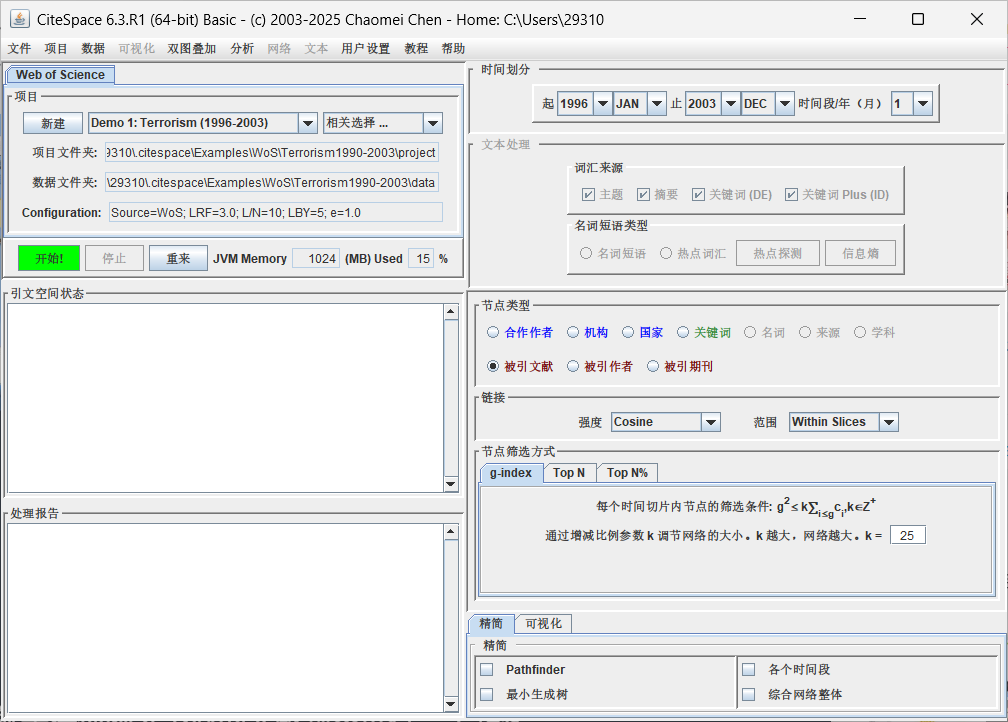 CiteSpace 6.3.R1 (64-bit) Basic - (c) 2003-2025 Chaomei Chen - Home: C:\Users\29310
文件 项目 数据 可视化 双图叠加 分析 网络 文本 用户设置 教程 帮助
Web of Science
项目
新建 Demo 1: Terrorism (1996-2003) 相关选择 ...
项目文件夹: 9310\.citespace\Examples\WoS\Terrorism1990-2003\project
数据文件夹: \29310\.citespace\Examples\WoS\Terrorism1990-2003\data
Configuration: Source=WoS; LRF=3.0; L/N=10; LBY=5; e=1.0
开始! 停止 重来 JVM Memory 1024 (MB) Used 15 %
引文空间状态
处理报告
时间划分
起 1996 JAN 止 2003 DEC 时间段/年（月） 1
文本处理
词汇来源
主题 摘要 关键词 (DE) 关键词 Plus (ID)
名词短语类型
名词短语 热点词汇 热点探测 信息熵
节点类型
合作作者 机构 国家 关键词 名词 来源 学科
被引文献 被引作者 被引期刊
链接
强度 Cosine 范围 Within Slices
节点筛选方式
g-index Top N Top N%
每个时间切片内节点的筛选条件: g²≤ k∑i≤gci,k∈Z⁺
通过增减比例参数 k 调节网络的大小。k 越大，网络越大。k = 25
精简 可视化
精简
Pathfinder 各个时间段
最小生成树 综合网络整体